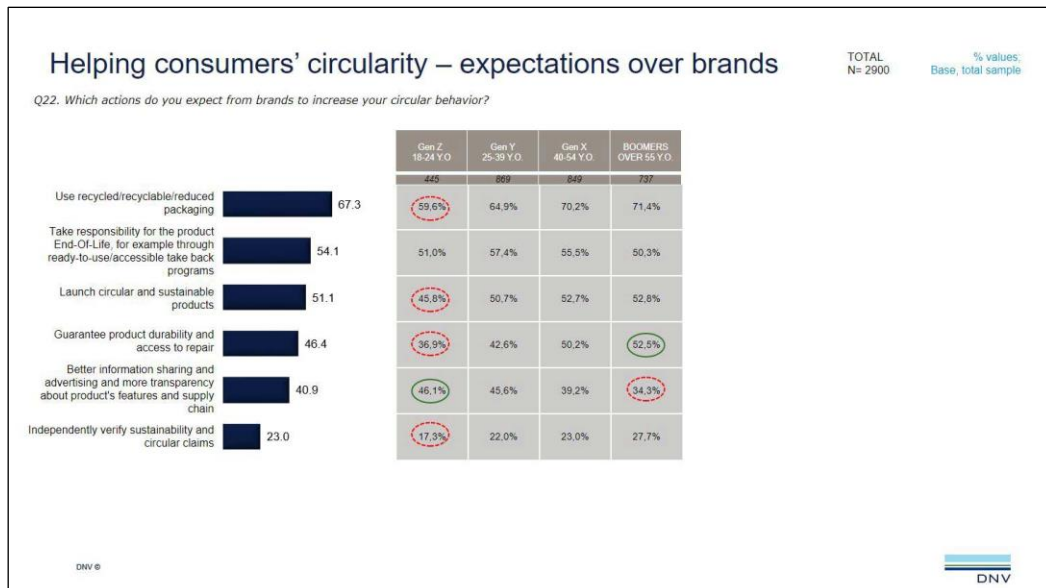 Helping consumers’ circularity – expectations over brands
TOTAL
N= 2900
% values;
Base, total sample
Q22. Which actions do you expect from brands to increase your circular behavior?
Gen Z
18-24 Y.O
Gen Y
25-39 Y.O.
Gen X
40-54 Y.O.
BOOMERS
OVER 55 Y.O.
445 869 849 737
Use recycled/recyclable/reduced
packaging
67.3
59,6% 64,9% 70,2% 71,4%
Take responsibility for the product
End-Of-Life, for example through
ready-to-use/accessible take back
programs
54.1
51,0% 57,4% 55,5% 50,3%
Launch circular and sustainable
products
51.1
45,8% 50,7% 52,7% 52,8%
Guarantee product durability and
access to repair
46.4
36,9% 42,6% 50,2% 52,5%
Better information sharing and
advertising and more transparency
about product's features and supply
chain
40.9
46,1% 45,6% 39,2% 34,3%
Independently verify sustainability and
circular claims
23.0
17,3% 22,0% 23,0% 27,7%
DNV ©
DNV